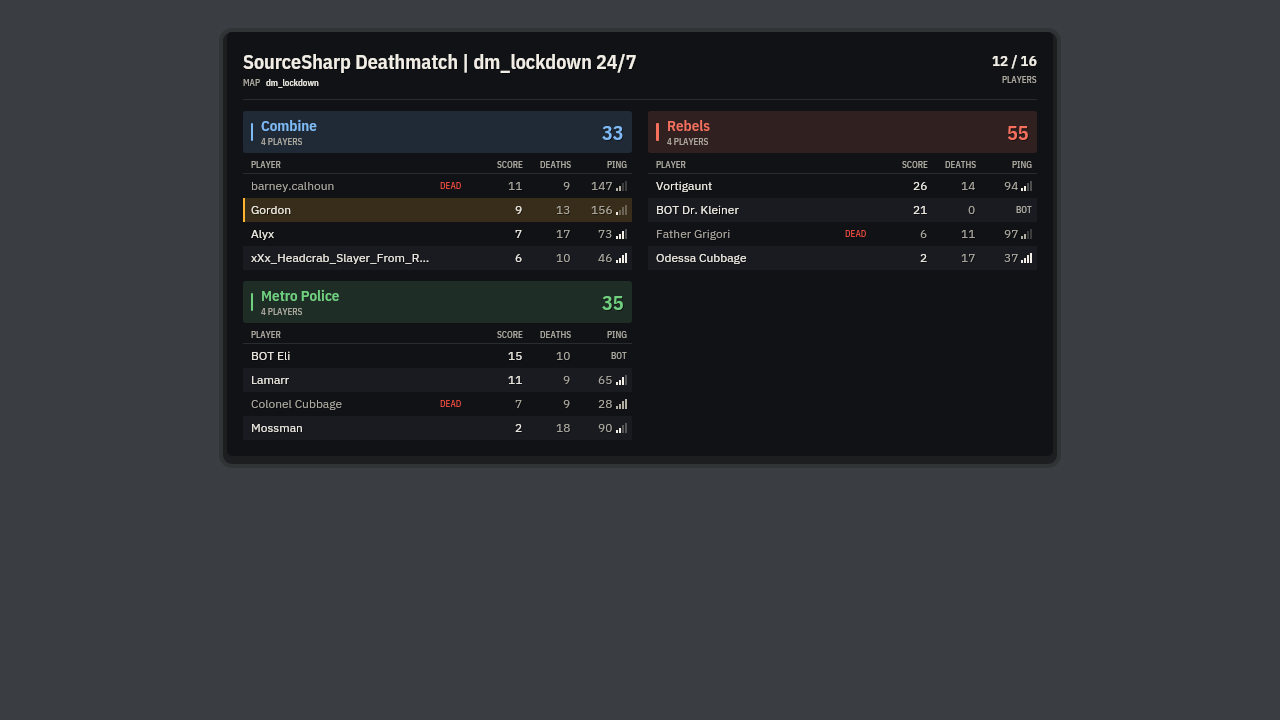 SourceSharp Deathmatch | dm_lockdown 24/7
MAP dm_lockdown
12 / 16
PLAYERS
Combine
4 PLAYERS
33
PLAYER SCORE DEATHS PING
barney.calhoun DEAD 11 9 147
Gordon 9 13 156
Alyx 7 17 73
xXx_Headcrab_Slayer_From_R... 6 10 46
Metro Police
4 PLAYERS
35
PLAYER SCORE DEATHS PING
BOT Eli 15 10 BOT
Lamarr 11 9 65
Colonel Cubbage DEAD 7 9 28
Mossman 2 18 90
Rebels
4 PLAYERS
55
PLAYER SCORE DEATHS PING
Vortigaunt 26 14 94
BOT Dr. Kleiner 21 0 BOT
Father Grigori DEAD 6 11 97
Odessa Cubbage 2 17 37